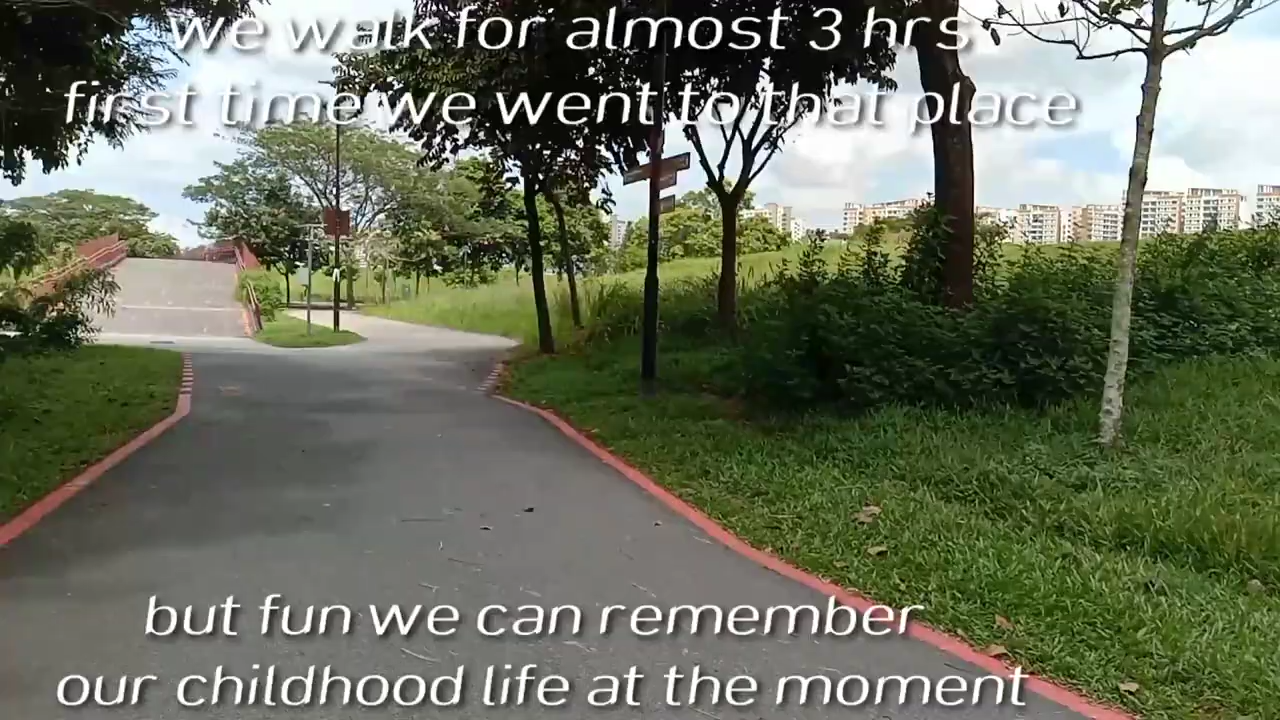 we walk for almost 3 hrs
first time we went to that place
but fun we can remember
our childhood life at the moment